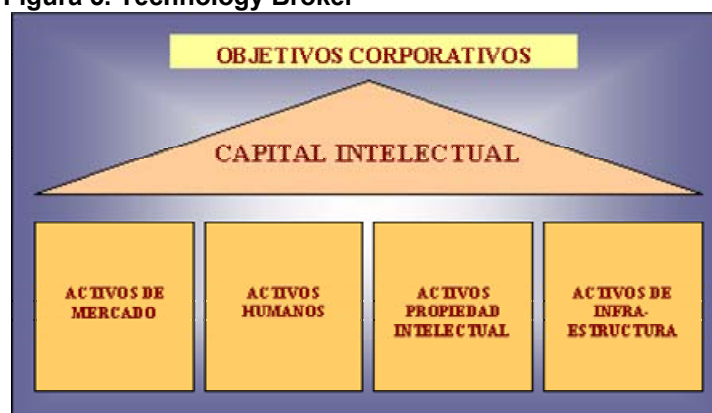 Figura 3. Technology Broker
OBJETIVOS CORPORATIVOS
CAPITAL INTELECTUAL
ACTIVOS DE
MERCADO
ACTIVOS
HUMANOS
ACTIVOS
PROPIEDAD
INTELECTUAL
ACTIVOS DE
INFRA-
ESTRUCTURA